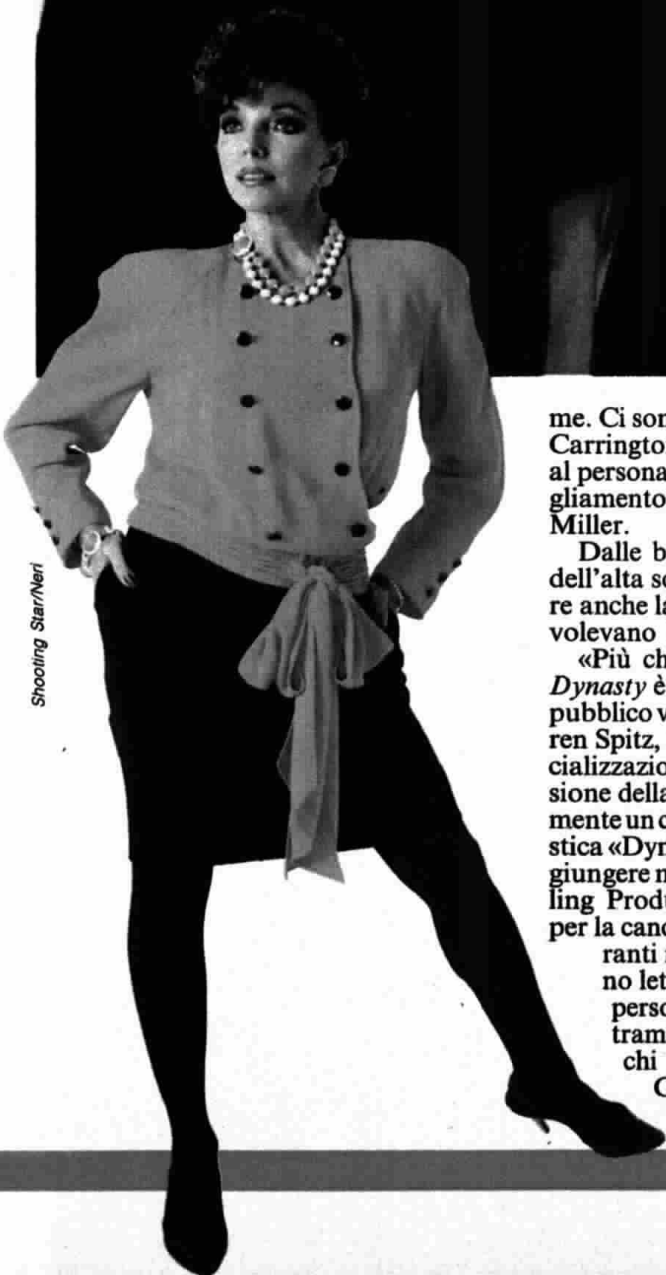 Shooting Star/Neri
me. Ci son
Carrington
al persona
gliamento
Miller.
Dalle b
dell'alta so
re anche la
volevano
«Più ch
Dynasty è
pubblico v
ren Spitz,
cializzazio
sione della
mente un c
stica «Dyn
giungere n
ling Produ
per la canc
ranti
no let
perso
tram
chi